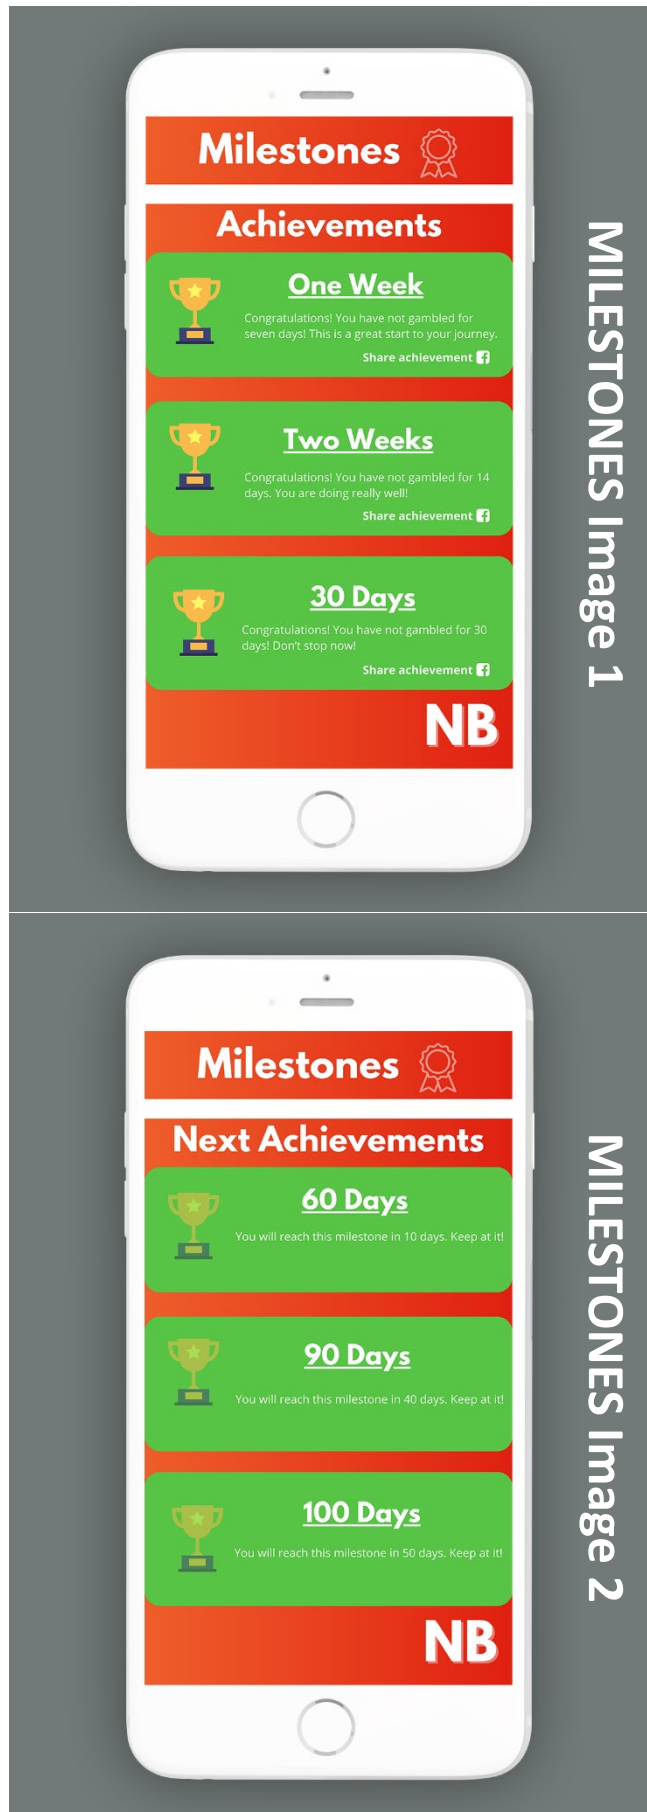 Milestones
Achievements
One Week
Congratulations! You have not gambled for
seven days! This is a great start to your journey.
Share achievement
Two Weeks
Congratulations! You have not gambled for 14
days. You are doing really well!
Share achievement
30 Days
Congratulations! You have not gambled for 30
days! Don't stop now!
Share achievement
NB
MILESTONES Image 1
Milestones
Next Achievements
60 Days
You will reach this milestone in 10 days. Keep at it!
90 Days
You will reach this milestone in 40 days. Keep at it!
100 Days
You will reach this milestone in 50 days. Keep at it!
NB
MILESTONES Image 2